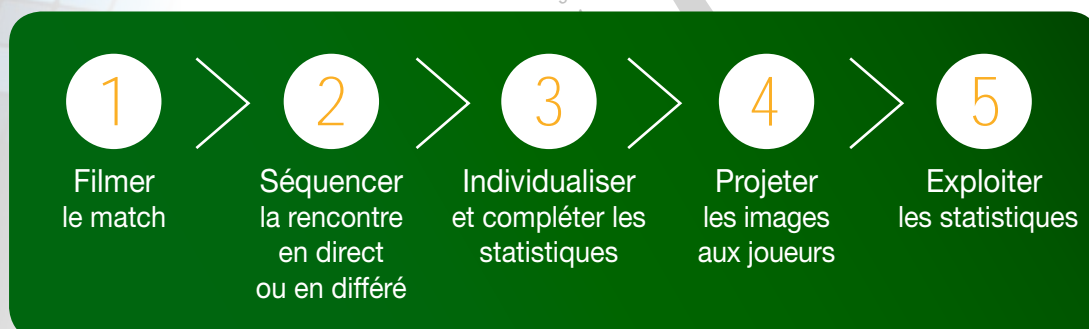 1
Filmer
le match
2
Séquencer
la rencontre
en direct
ou en différé
3
Individualiser
et compléter les
statistiques
4
Projeter
les images
aux joueurs
5
Exploiter
les statistiques